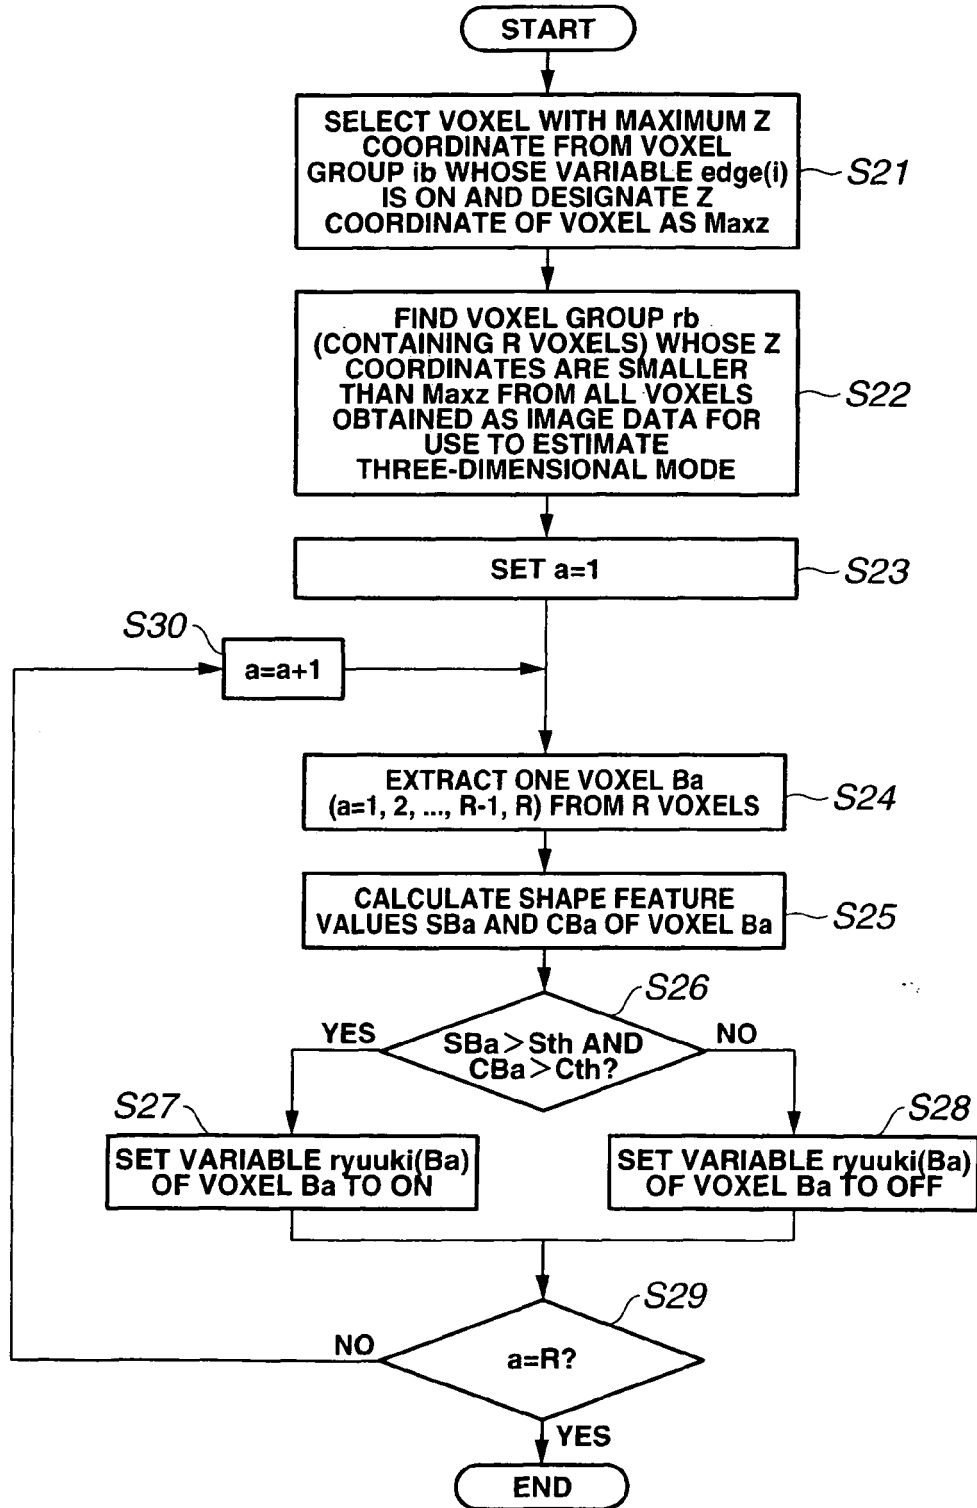 START
SELECT VOXEL WITH MAXIMUM Z
COORDINATE FROM VOXEL
GROUP ib WHOSE VARIABLE edge(i)
IS ON AND DESIGNATE Z
COORDINATE OF VOXEL AS Maxz
S21
FIND VOXEL GROUP rb
(CONTAINING R VOXELS) WHOSE Z
COORDINATES ARE SMALLER
THAN Maxz FROM ALL VOXELS
OBTAINED AS IMAGE DATA FOR
USE TO ESTIMATE
THREE-DIMENSIONAL MODE
S22
SET a=1
S23
S30
a=a+1
EXTRACT ONE VOXEL Ba
(a=1, 2, ..., R-1, R) FROM R VOXELS
S24
CALCULATE SHAPE FEATURE
VALUES SBa AND CBa OF VOXEL Ba
S25
S26
YES
SBa>Sth AND
CBa>Cth?
NO
S27
SET VARIABLE ryuuki(Ba)
OF VOXEL Ba TO ON
S28
SET VARIABLE ryuuki(Ba)
OF VOXEL Ba TO OFF
S29
NO
a=R?
YES
END